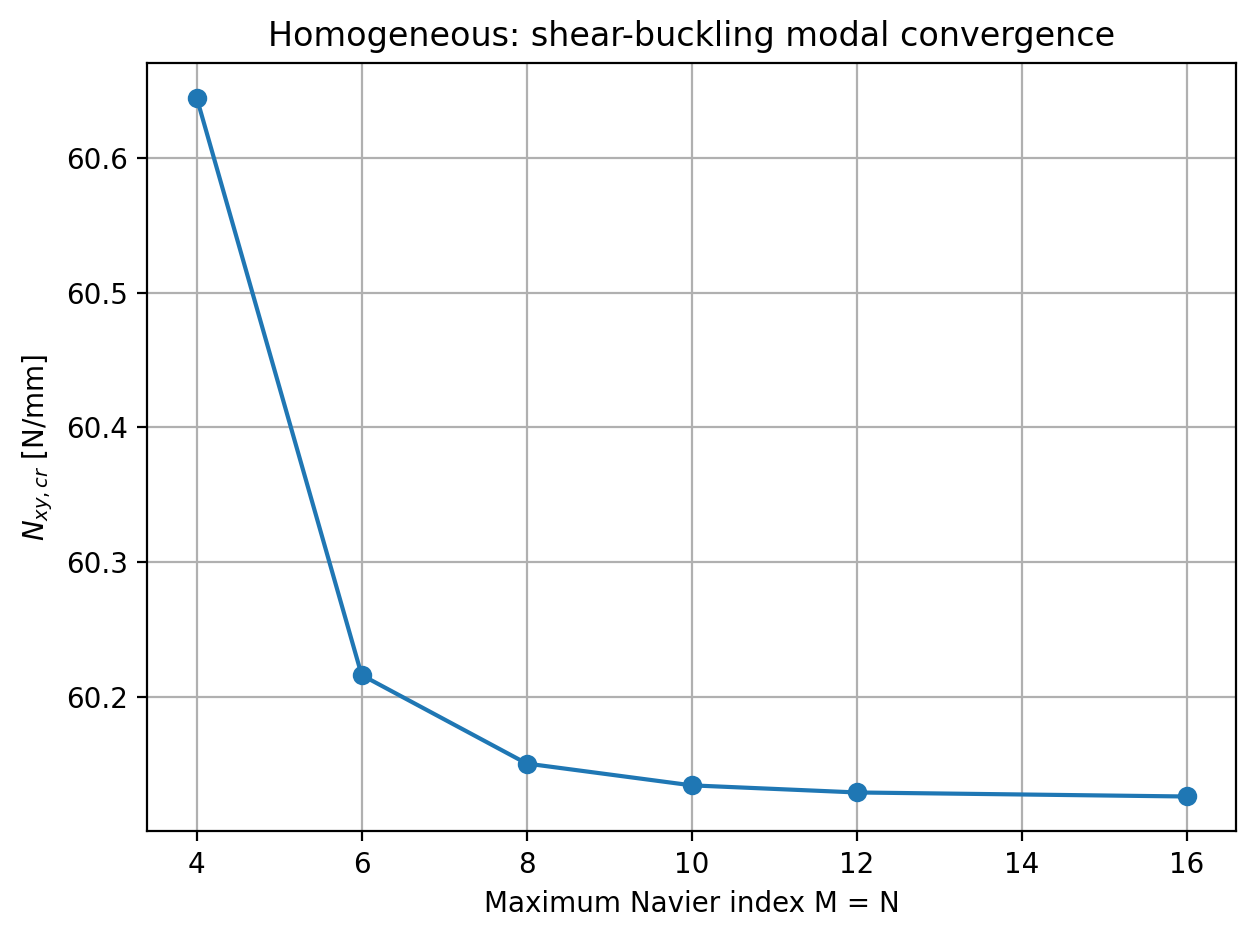 Homogeneous: shear-buckling modal convergence
60.6
60.5
60.4
60.3
60.2
N_{xy,cr} [N/mm]
4 6 8 10 12 14 16
Maximum Navier index M = N